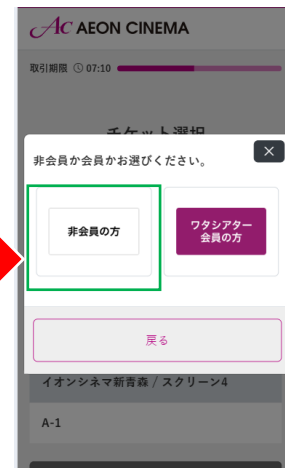 AC AEON CINEMA
取引期限 07:10
チケット選択
非会員か会員かお選びください。
×
非会員の方
ワタシアター
会員の方
戻る
イオンシネマ新青森 / スクリーン4
A-1